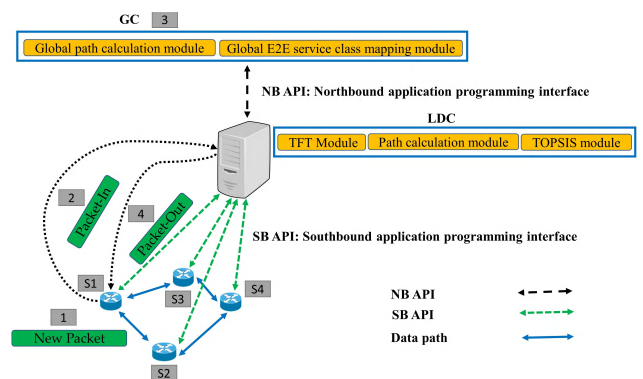 GC 3
Global path calculation module
Global E2E service class mapping module
NB API: Northbound application programming interface
LDC
TFT Module
Path calculation module
TOPSIS module
2
Packet-In
4
Packet-Out
SB API: Southbound application programming interface
S1
S3
S4
1
New Packet
S2
NB API
SB API
Data path